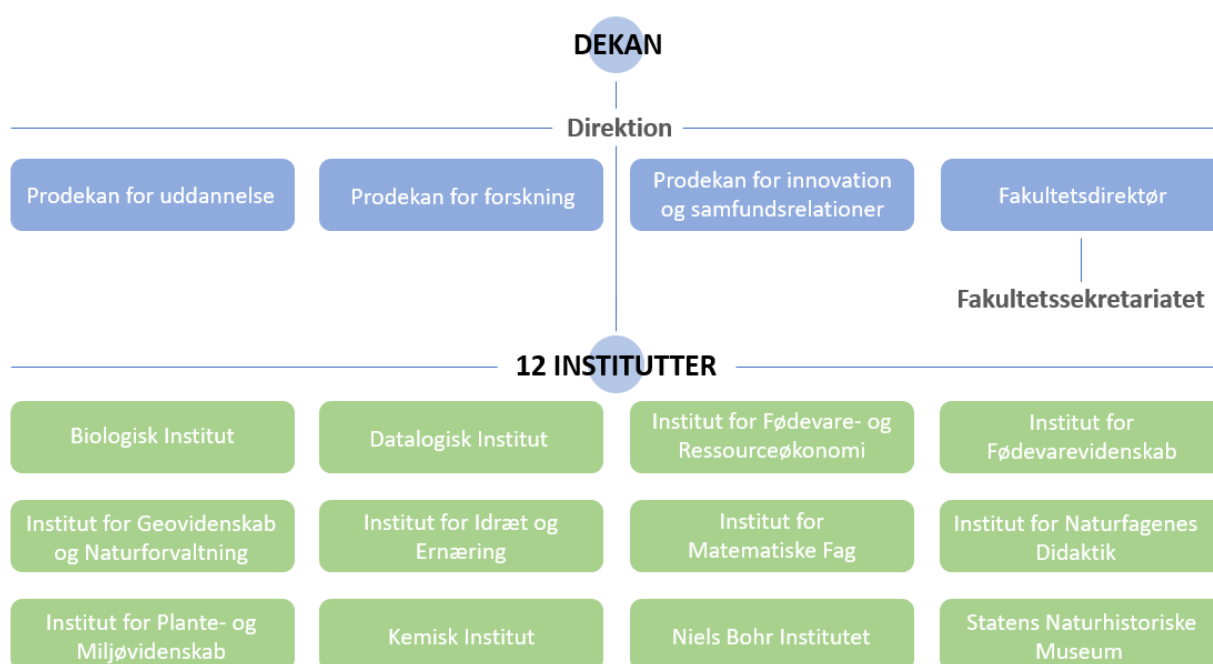 DEKAN
Direktion
Prodekan for uddannelse
Prodekan for forskning
Prodekan for innovation
og samfundsrelationer
Fakultetsdirektør
Fakultetssekretariatet
12 INSTITUTTER
Biologisk Institut
Datalogisk Institut
Institut for Fødevare- og
Ressourceøkonomi
Institut for
Fødevarevidenskab
Institut for Geovidenskab
og Naturforvaltning
Institut for Idræt og
Ernæring
Institut for
Matematiske Fag
Institut for Naturfagenes
Didaktik
Institut for Plante- og
Miljøvidenskab
Kemisk Institut
Niels Bohr Institutet
Statens Naturhistoriske
Museum